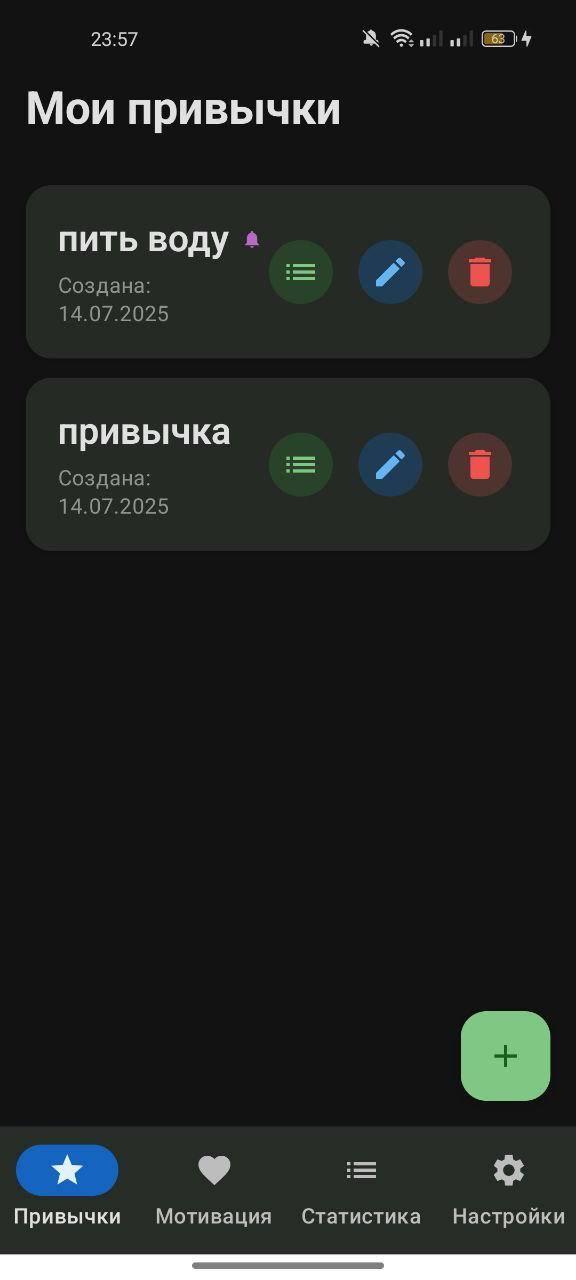 23:57
63
Мои привычки
пить воду
Создана:
14.07.2025
привычка
Создана:
14.07.2025
Привычки
Мотивация
Статистика
Настройки